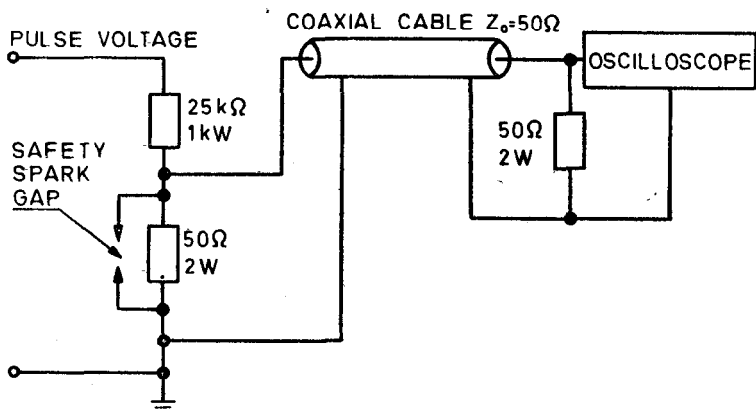 COAXIAL CABLE Z₀=50Ω
PULSE VOLTAGE
OSCILLOSCOPE
25kΩ
1kW
50Ω
2W
SAFETY
SPARK
GAP
50Ω
2W